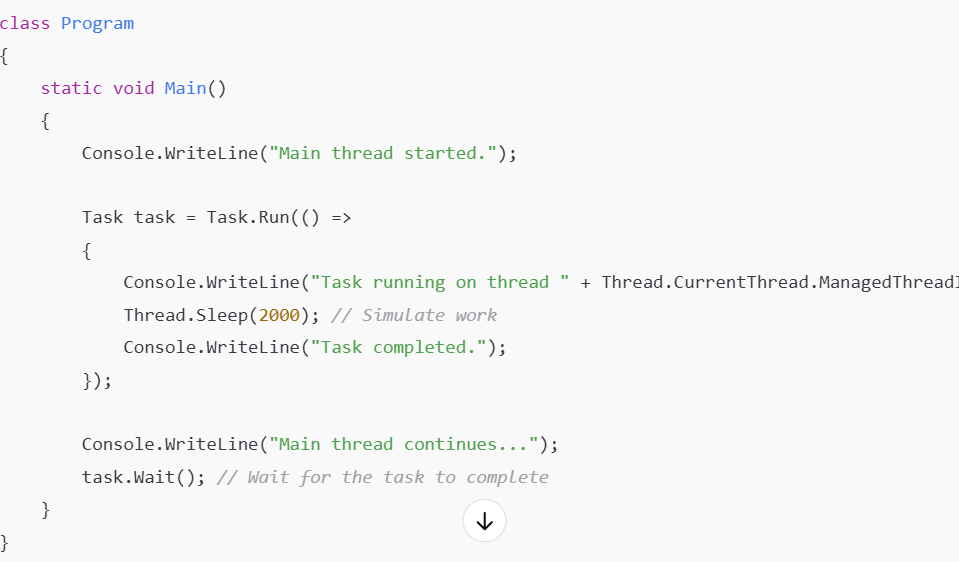 class Program
{
    static void Main()
    {
        Console.WriteLine("Main thread started.");

        Task task = Task.Run(() =>
        {
            Console.WriteLine("Task running on thread " + Thread.CurrentThread.ManagedThread
            Thread.Sleep(2000); // Simulate work
            Console.WriteLine("Task completed.");
        });

        Console.WriteLine("Main thread continues...");
        task.Wait(); // Wait for the task to complete
    }
}